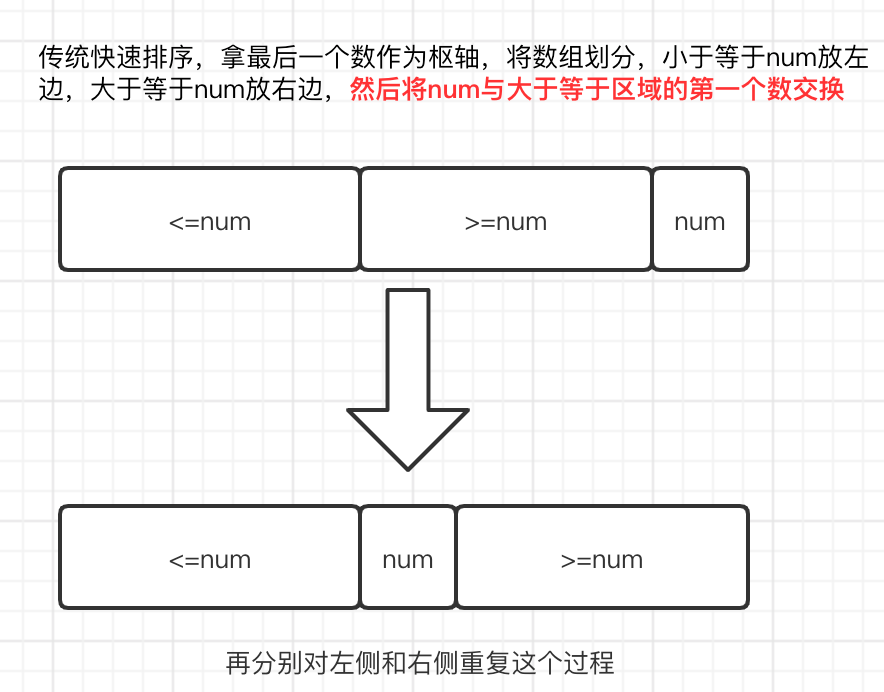 传统快速排序，拿最后一个数作为枢轴，将数组划分，小于等于num放左
边，大于等于num放右边，然后将num与大于等于区域的第一个数交换
<=num >=num num
<=num num >=num
再分别对左侧和右侧重复这个过程